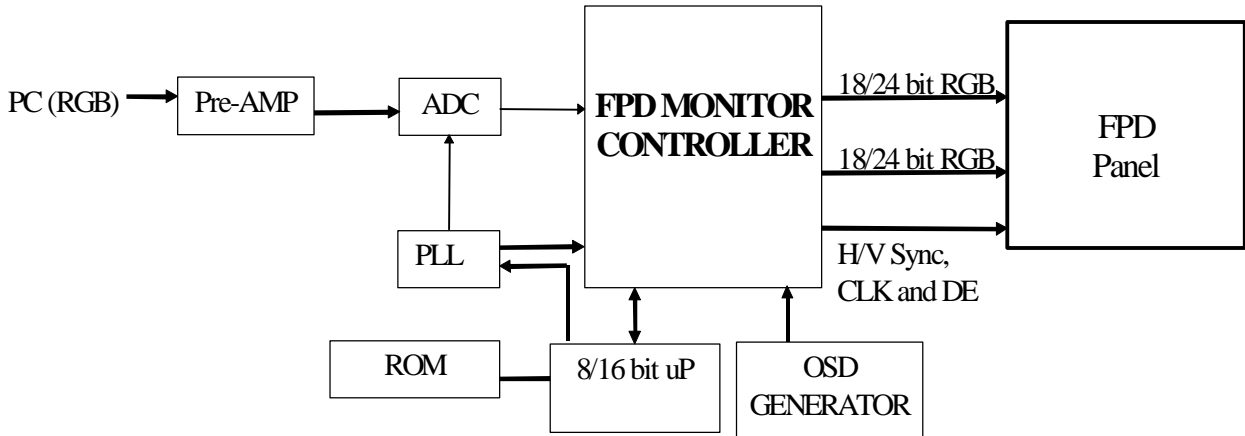 PC (RGB)
Pre-AMP
ADC
FPD MONITOR
CONTROLLER
18/24 bit RGB
18/24 bit RGB
FPD
Panel
PLL
H/V Sync,
CLK and DE
ROM
8/16 bit uP
OSD
GENERATOR